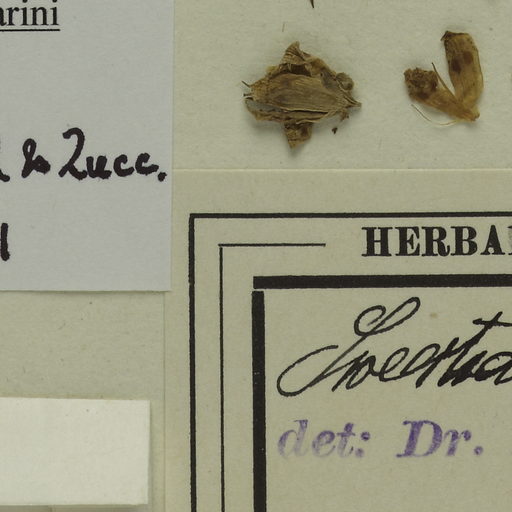 arini
& Zucc.
HERBA
Swertia
det: Dr.